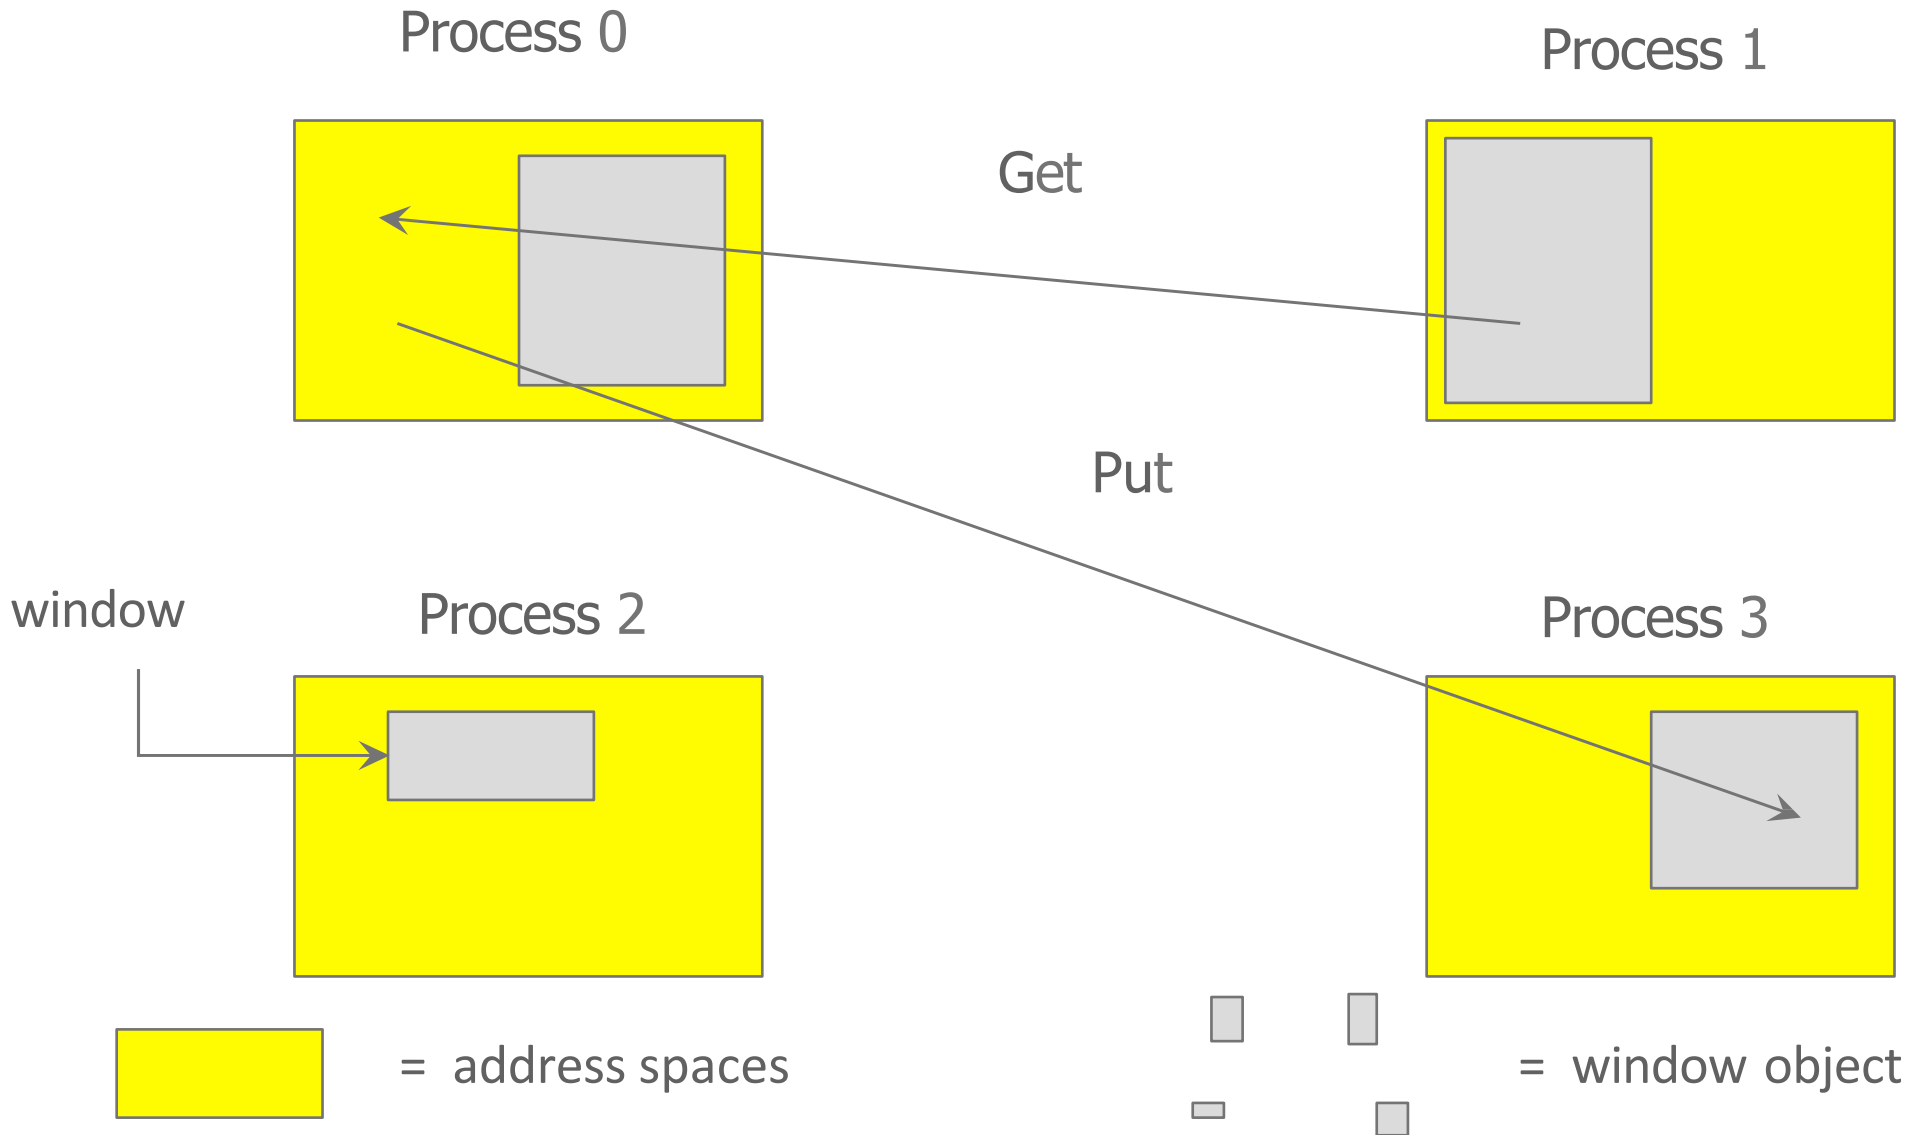 Process 0
Process 1
Get
Put
window
Process 2
Process 3
= address spaces
= window object